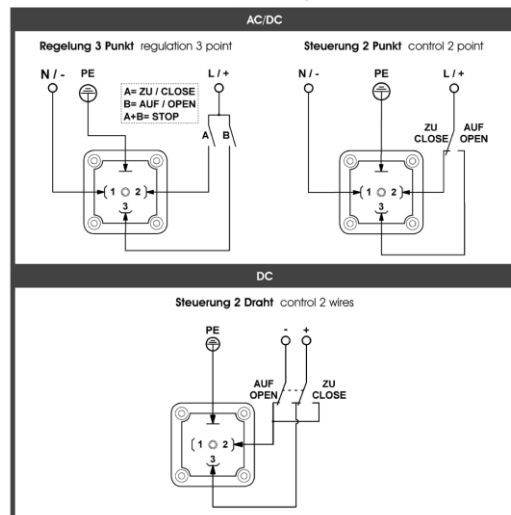 AC/DC
Regelung 3 Punkt regulation 3 point
N / -
PE
L / +
A= ZU / CLOSE
B= AUF / OPEN
A+B= STOP
A B
1 2
3
Steuerung 2 Punkt control 2 point
N / -
PE
L / +
ZU
CLOSE
AUF
OPEN
1 2
3
DC
Steuerung 2 Draht control 2 wires
PE
- +
AUF
OPEN
ZU
CLOSE
1 2
3